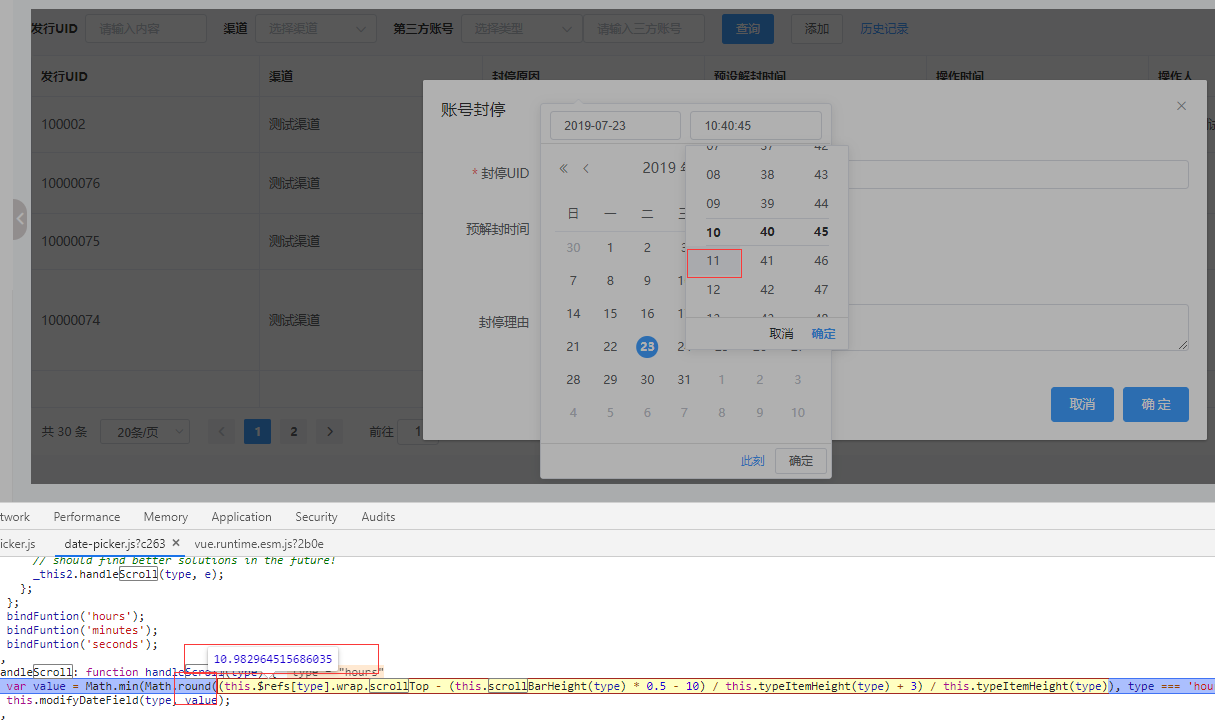 发行UID 请输入内容 渠道 选择渠道 第三方账号 选择类型 请输入三方账号 查询 添加 历史记录
发行UID 渠道 封停原因 预设解封时间 操作时间 操作人
账号封停
2019-07-23 10:40:45
100002 测试渠道
10000076 测试渠道
10000075 测试渠道
10000074 测试渠道
* 封停UID
预解封时间
封停理由
2019 年
日 一 二 三
30 1 2 3
7 8 9
14 15 16
21 22 23
28 29 30 31 1 2 3
4 5 6 7 8 9 10
07 37 42
08 38 43
09 39 44
10 40 45
11 41 46
12 42 47
取消 确定
取消 确 定
共 30 条 20条/页 1 2 前往 1
此刻 确定
twork Performance Memory Application Security Audits
icker.js date-picker.js?c263 × vue.runtime.esm.js?2b0e
// should find better solutions in the future!
_this2.handleScroll(type, e);
};
};
bindFuntion('hours');
bindFuntion('minutes');
bindFuntion('seconds');
,
10.982964515686035
andleScroll: function handleScroll(type) { type = "hours"
var value = Math.min(Math.round((this.$refs[type].wrap.scrollTop - (this.scrollBarHeight(type) * 0.5 - 10) / this.typeItemHeight(type) + 3) / this.typeItemHeight(type)), type === 'hou
this.modifyDateField(type, value);
,